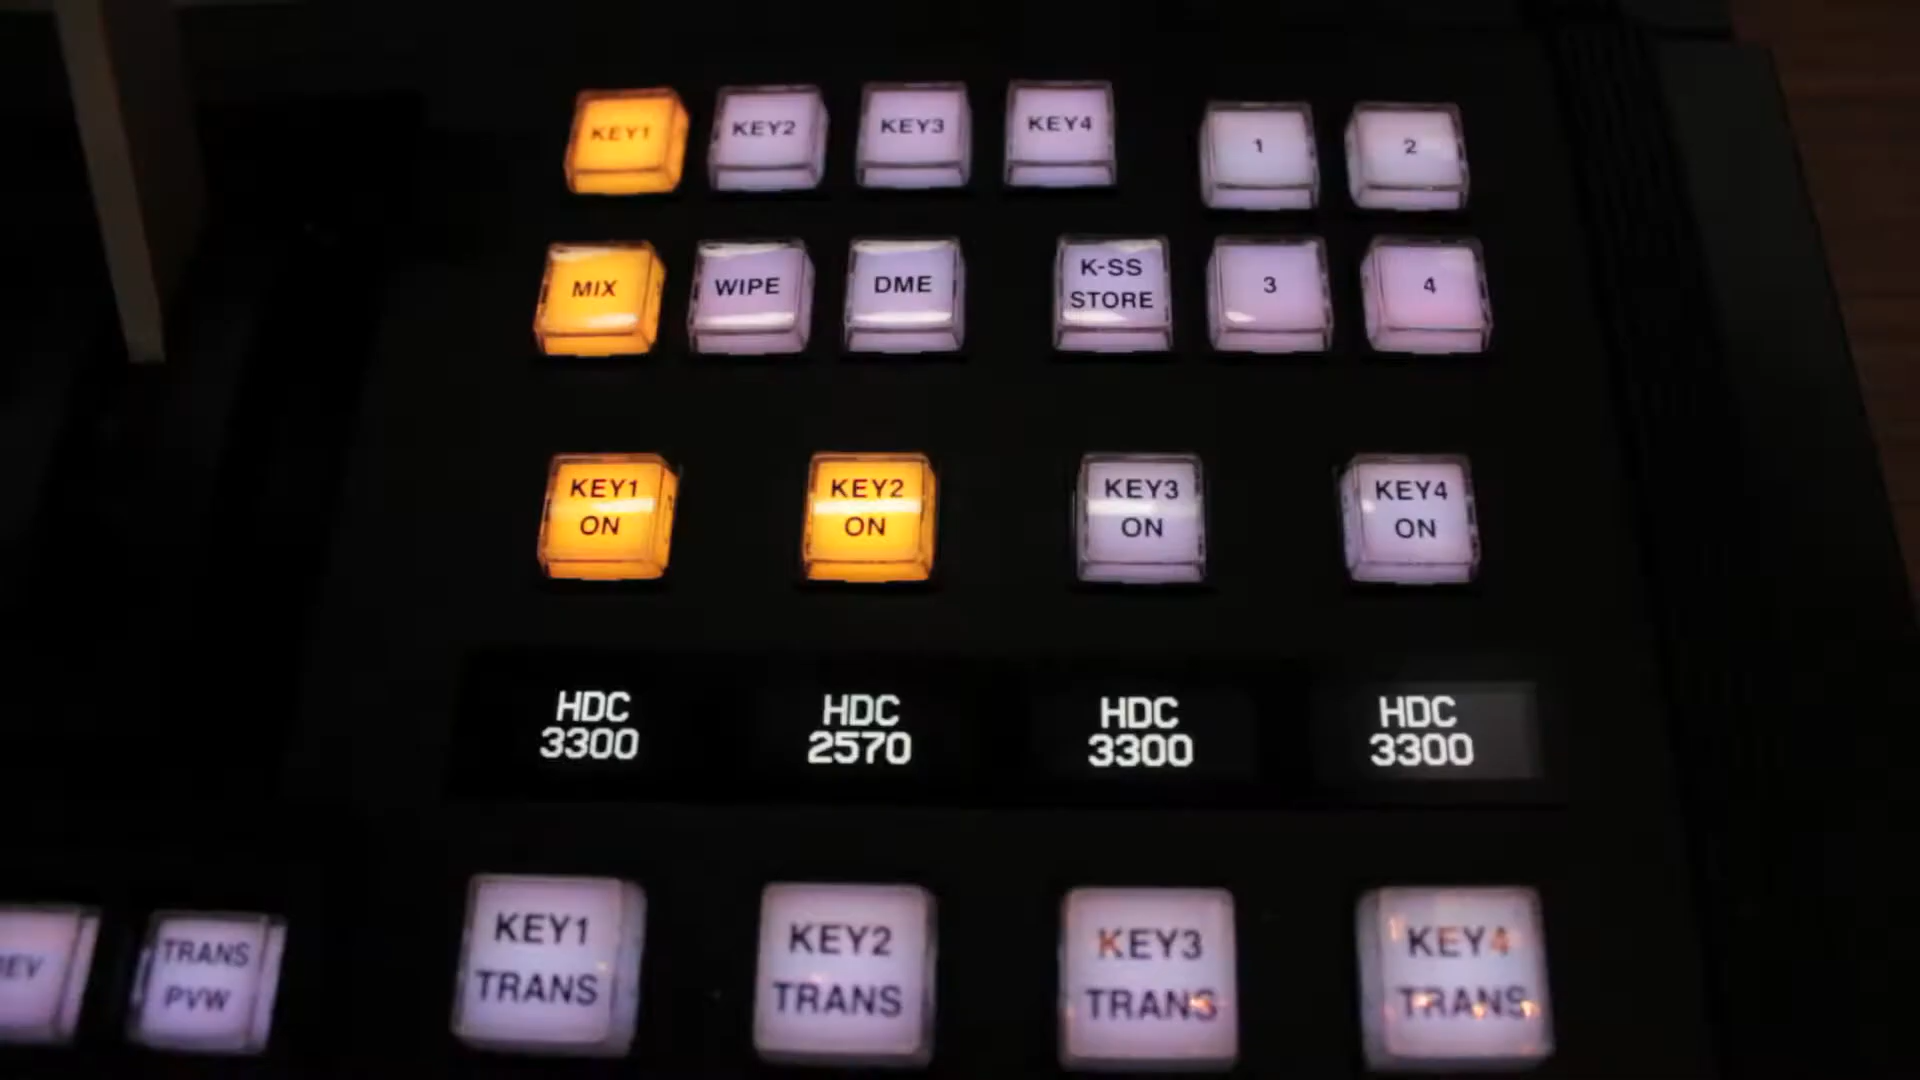 KEY1 KEY2 KEY3 KEY4 1 2
MIX WIPE DME K-SS STORE 3 4
KEY1 ON KEY2 ON KEY3 ON KEY4 ON
HDC 3300 HDC 2570 HDC 3300 HDC 3300
TRANS PVW KEY1 TRANS KEY2 TRANS KEY3 TRANS KEY4 TRANS